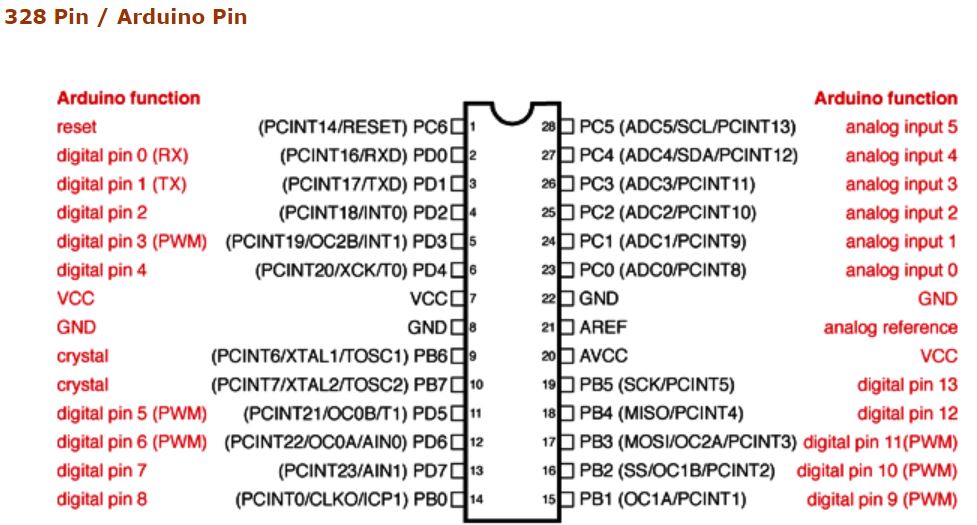 328 Pin / Arduino Pin
Arduino function Arduino function
reset (PCINT14/RESET) PC6 1 28 PC5 (ADC5/SCL/PCINT13) analog input 5
digital pin 0 (RX) (PCINT16/RXD) PD0 2 27 PC4 (ADC4/SDA/PCINT12) analog input 4
digital pin 1 (TX) (PCINT17/TXD) PD1 3 26 PC3 (ADC3/PCINT11) analog input 3
digital pin 2 (PCINT18/INT0) PD2 4 25 PC2 (ADC2/PCINT10) analog input 2
digital pin 3 (PWM) (PCINT19/OC2B/INT1) PD3 5 24 PC1 (ADC1/PCINT9) analog input 1
digital pin 4 (PCINT20/XCK/T0) PD4 6 23 PC0 (ADC0/PCINT8) analog input 0
VCC VCC 7 22 GND GND
GND GND 8 21 AREF analog reference
crystal (PCINT6/XTAL1/TOSC1) PB6 9 20 AVCC VCC
crystal (PCINT7/XTAL2/TOSC2) PB7 10 19 PB5 (SCK/PCINT5) digital pin 13
digital pin 5 (PWM) (PCINT21/OC0B/T1) PD5 11 18 PB4 (MISO/PCINT4) digital pin 12
digital pin 6 (PWM) (PCINT22/OC0A/AIN0) PD6 12 17 PB3 (MOSI/OC2A/PCINT3) digital pin 11(PWM)
digital pin 7 (PCINT23/AIN1) PD7 13 16 PB2 (SS/OC1B/PCINT2) digital pin 10 (PWM)
digital pin 8 (PCINT0/CLKO/ICP1) PB0 14 15 PB1 (OC1A/PCINT1) digital pin 9 (PWM)